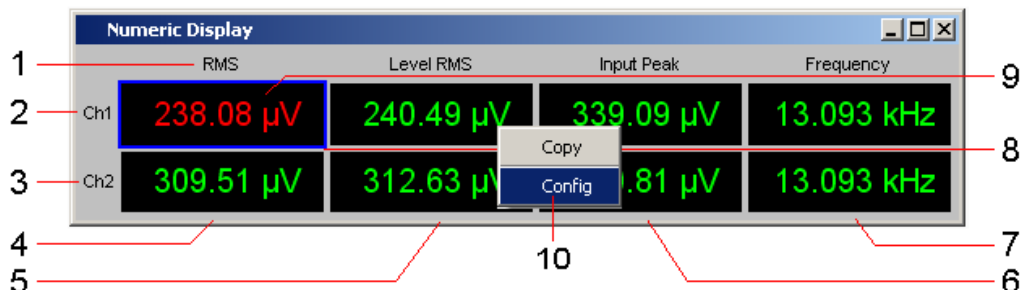 Numeric Display
1 RMS Level RMS Input Peak Frequency 9
2 Ch1 238.08 µV 240.49 µV 339.09 µV 13.093 kHz
Copy 8
3 Ch2 309.51 µV 312.63 µV .81 µV 13.093 kHz
Config
4 10 7
5 6